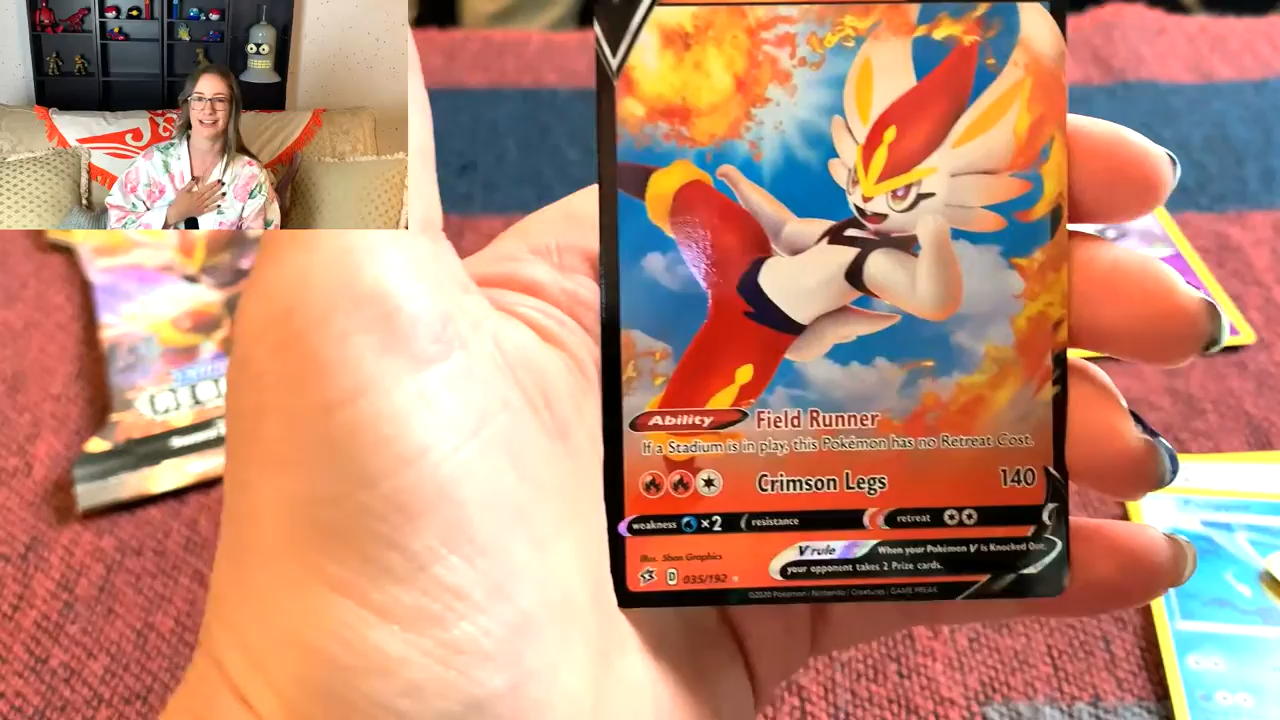 Ability Field Runner
If a Stadium is in play, this Pokémon has no Retreat Cost.
Crimson Legs 140
weakness ×2 resistance retreat
V rule When your Pokémon V is Knocked Out,
your opponent takes 2 Prize cards.
Illus. 5ban Graphics
D 035/192
©2020 Pokémon / Nintendo / Creatures / GAME FREAK